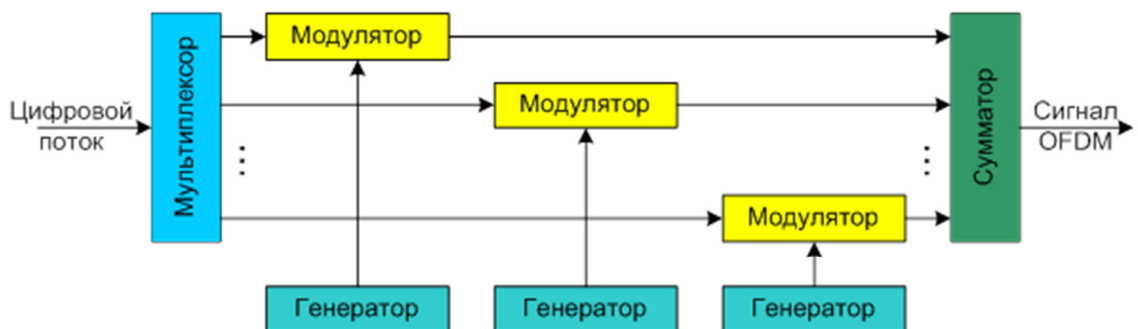 Модулятор
Модулятор
Модулятор
Цифровой
поток
Мультиплексор
...
...
Сумматор
Сигнал
OFDM
Генератор
Генератор
Генератор